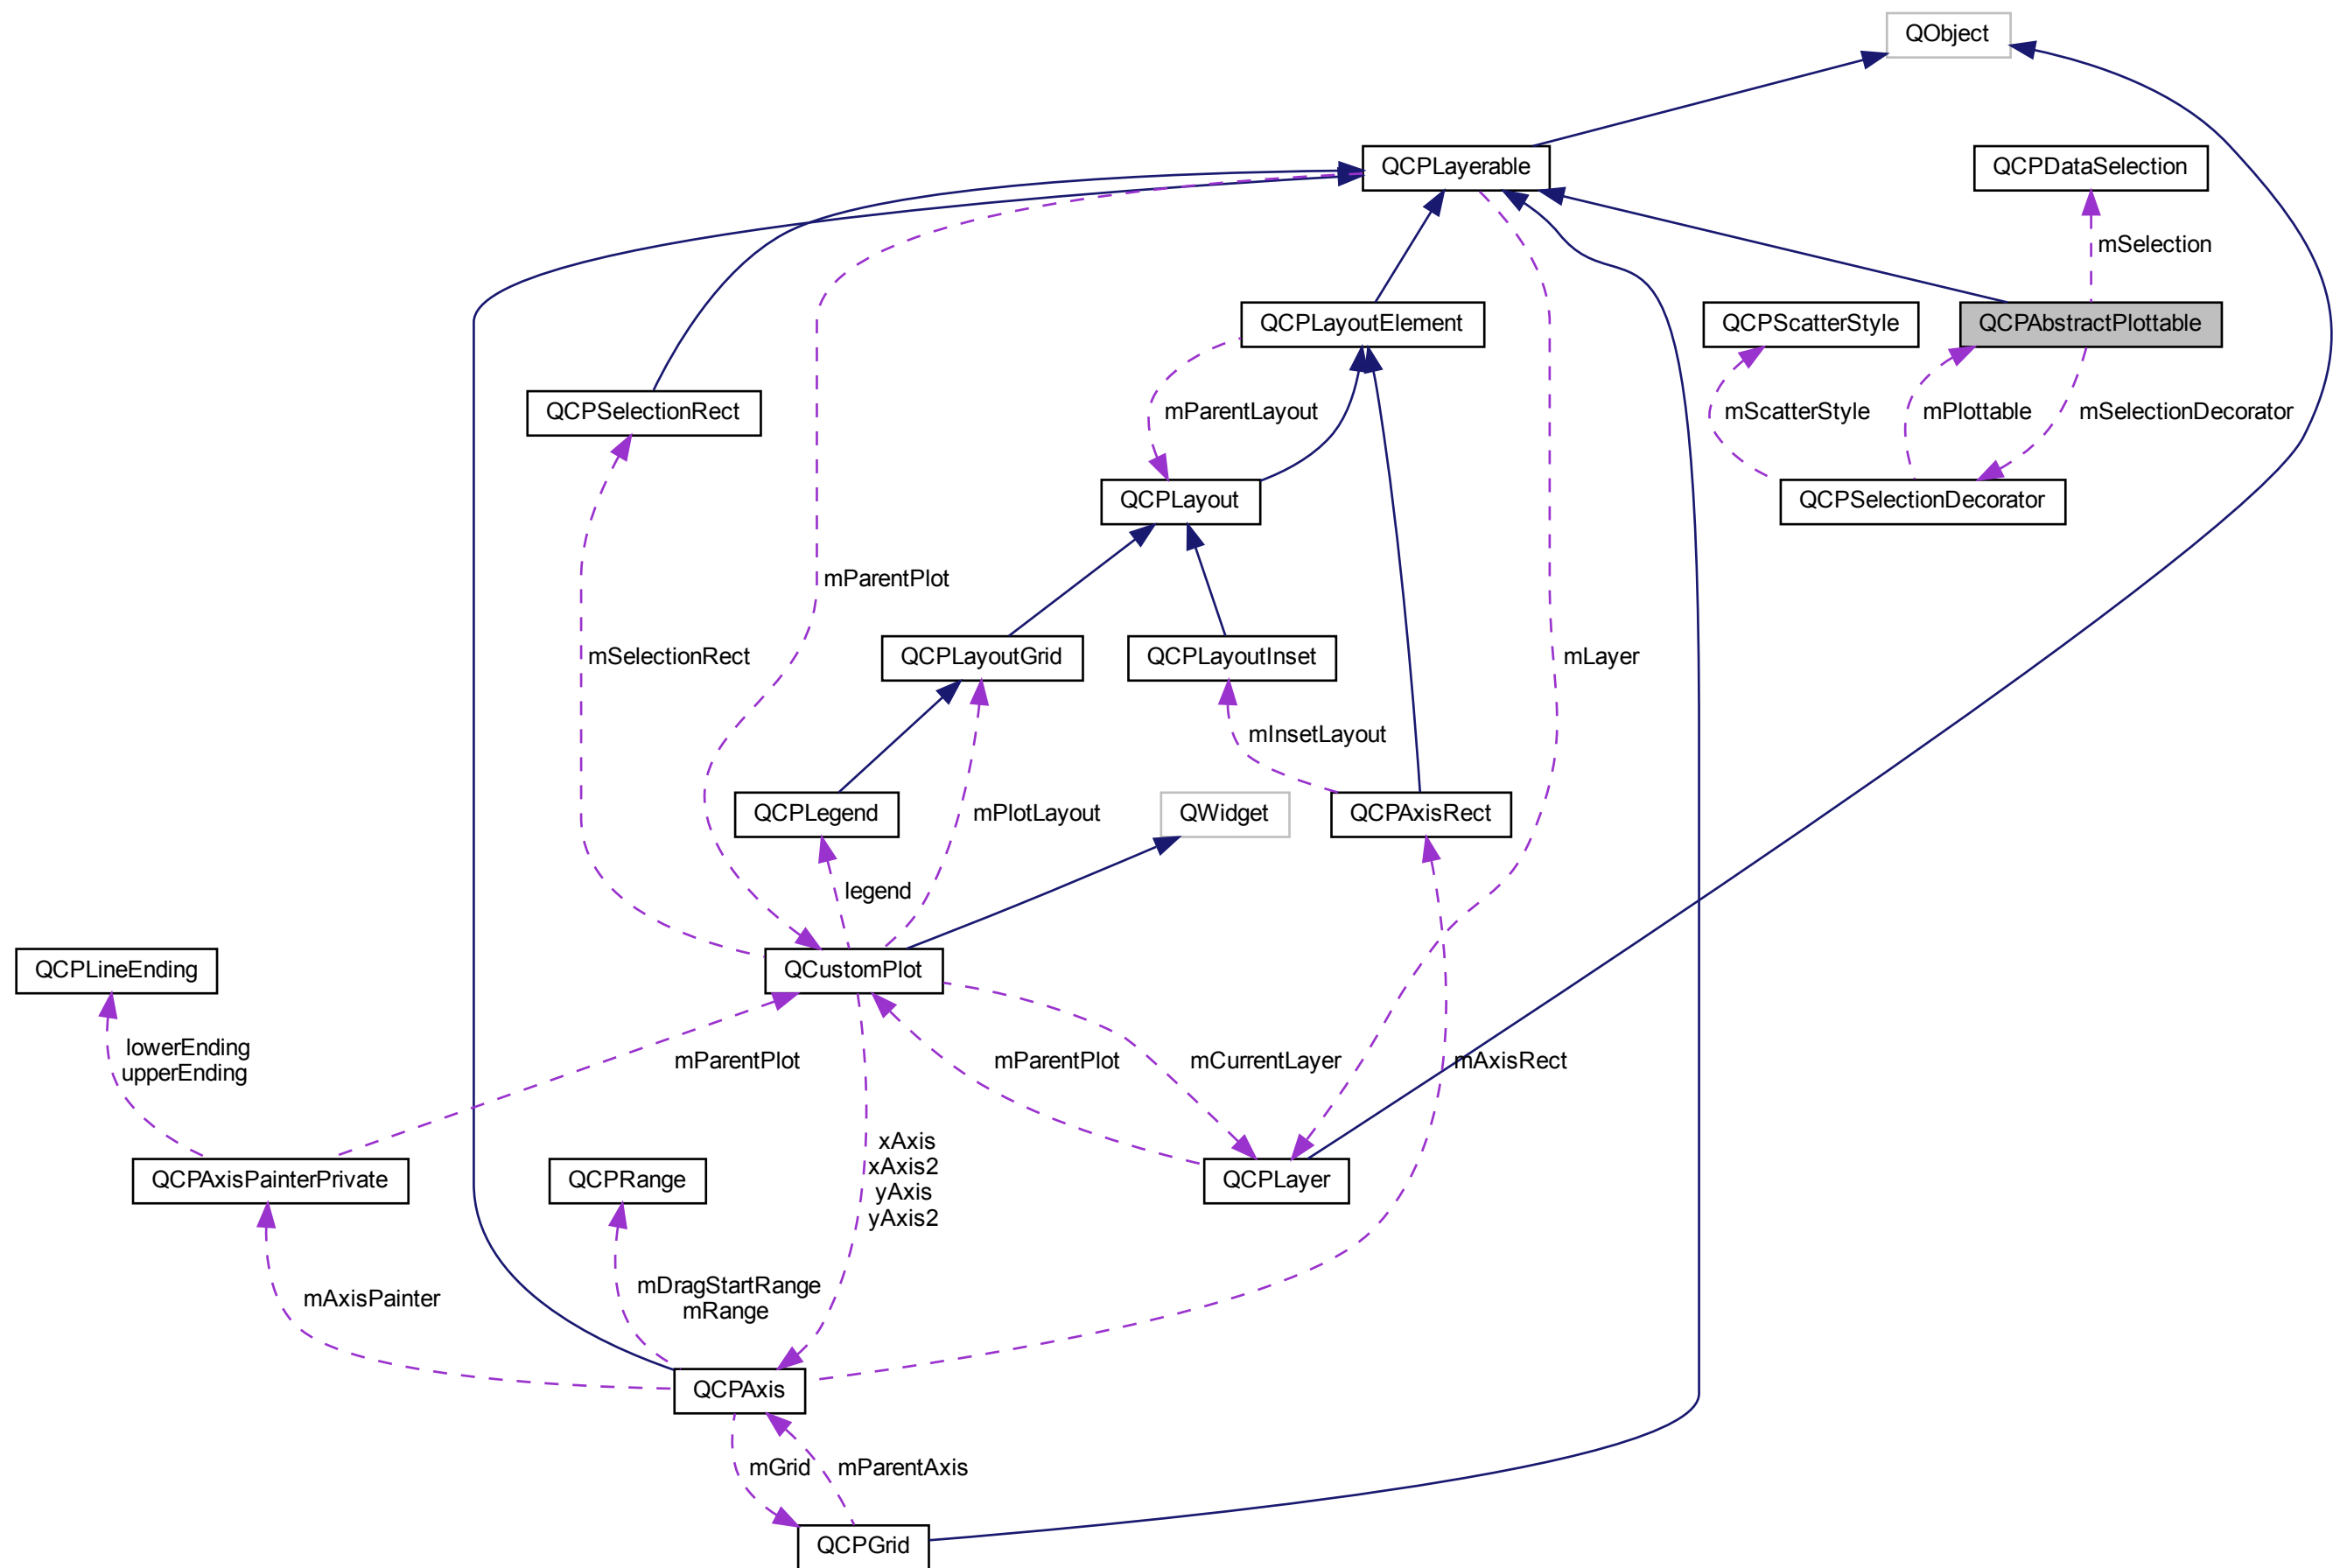 QObject
QCPLayerable
QCPDataSelection
mSelection
QCPLayoutElement
QCPScatterStyle
QCPAbstractPlottable
QCPSelectionRect
mParentLayout
mScatterStyle
mPlottable
mSelectionDecorator
QCPLayout
QCPSelectionDecorator
mParentPlot
mSelectionRect
QCPLayoutGrid
QCPLayoutInset
mLayer
mInsetLayout
QCPLegend
mPlotLayout
QWidget
QCPAxisRect
legend
QCPLineEnding
QCustomPlot
lowerEnding
upperEnding
mParentPlot
mParentPlot
mCurrentLayer
mAxisRect
xAxis
xAxis2
yAxis
yAxis2
QCPAxisPainterPrivate
QCPRange
QCPLayer
mAxisPainter
mDragStartRange
mRange
QCPAxis
mGrid
mParentAxis
QCPGrid